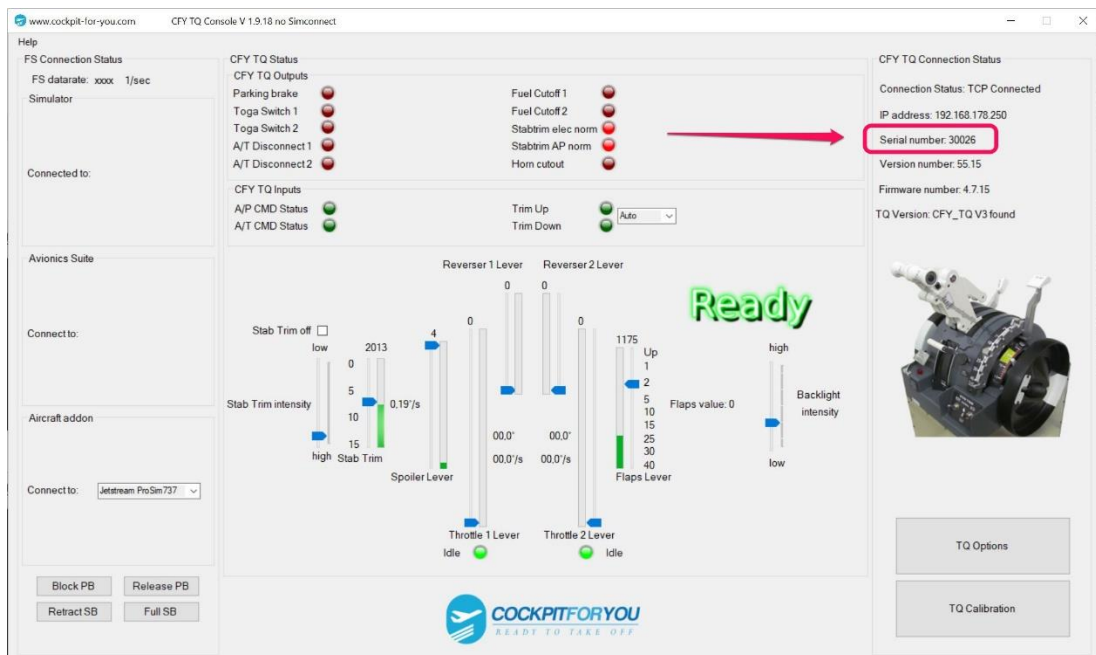 www.cockpit-for-you.com CFY TQ Console V 1.9.18 no Simconnect
Help
FS Connection Status
FS datarate: xxxx 1/sec
Simulator
Connected to:
Avionics Suite
Connect to:
Aircraft addon
Connect to: Jetstream ProSim737
Block PB Release PB
Retract SB Full SB
CFY TQ Status
CFY TQ Outputs
Parking brake Fuel Cutoff 1
Toga Switch 1 Fuel Cutoff 2
Toga Switch 2 Stabtrim elec norm
A/T Disconnect 1 Stabtrim AP norm
A/T Disconnect 2 Horn cutout
CFY TQ Inputs
A/P CMD Status Trim Up Auto
A/T CMD Status Trim Down
Reverser 1 Lever Reverser 2 Lever
0 0
Ready
Stab Trim off
low 2013 4 0 0 1175 high
0 Up
1
5 2
Stab Trim intensity 0,19°/s 5 Flaps value: 0 Backlight intensity
10 10
15
00,0° 00,0° 25
15 30
00,0°/s 00,0°/s 40
high Stab Trim low
Spoiler Lever Flaps Lever
Throttle 1 Lever Throttle 2 Lever
Idle Idle
COCKPITFORYOU
READY TO TAKE OFF
CFY TQ Connection Status
Connection Status: TCP Connected
IP address: 192.168.178.250
Serial number: 30026
Version number: 55.15
Firmware number: 4.7.15
TQ Version: CFY_TQ V3 found
TQ Options
TQ Calibration